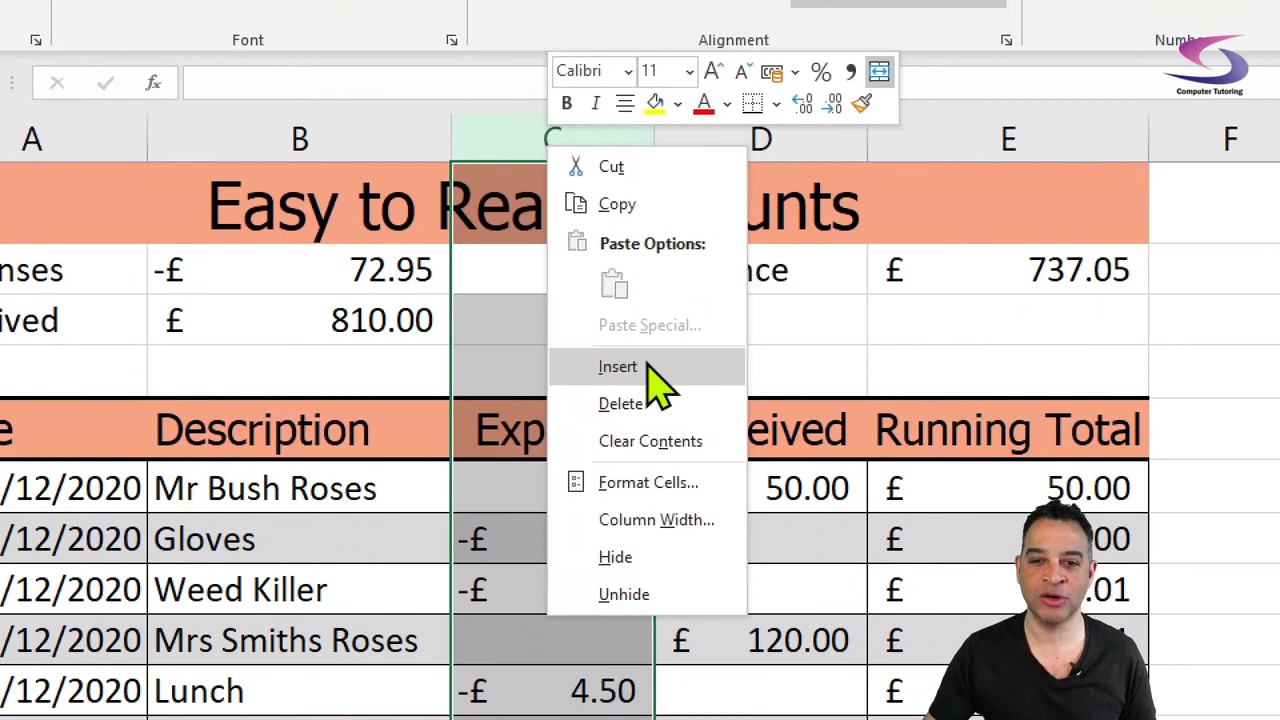 Font
Alignment
Calibri 11
Computer Tutoring
B I
A B C D E F
Easy to Rea unts
nses -£ 72.95 nce £ 737.05
ived £ 810.00
Cut
Copy
Paste Options:
Paste Special...
Insert
Delete
Clear Contents
Format Cells...
Column Width...
Hide
Unhide
e Description Exp eived Running Total
/12/2020 Mr Bush Roses 50.00 £ 50.00
/12/2020 Gloves -£ £ 00
/12/2020 Weed Killer -£ £ .01
/12/2020 Mrs Smiths Roses £ 120.00 £
/12/2020 Lunch -£ 4.50 £